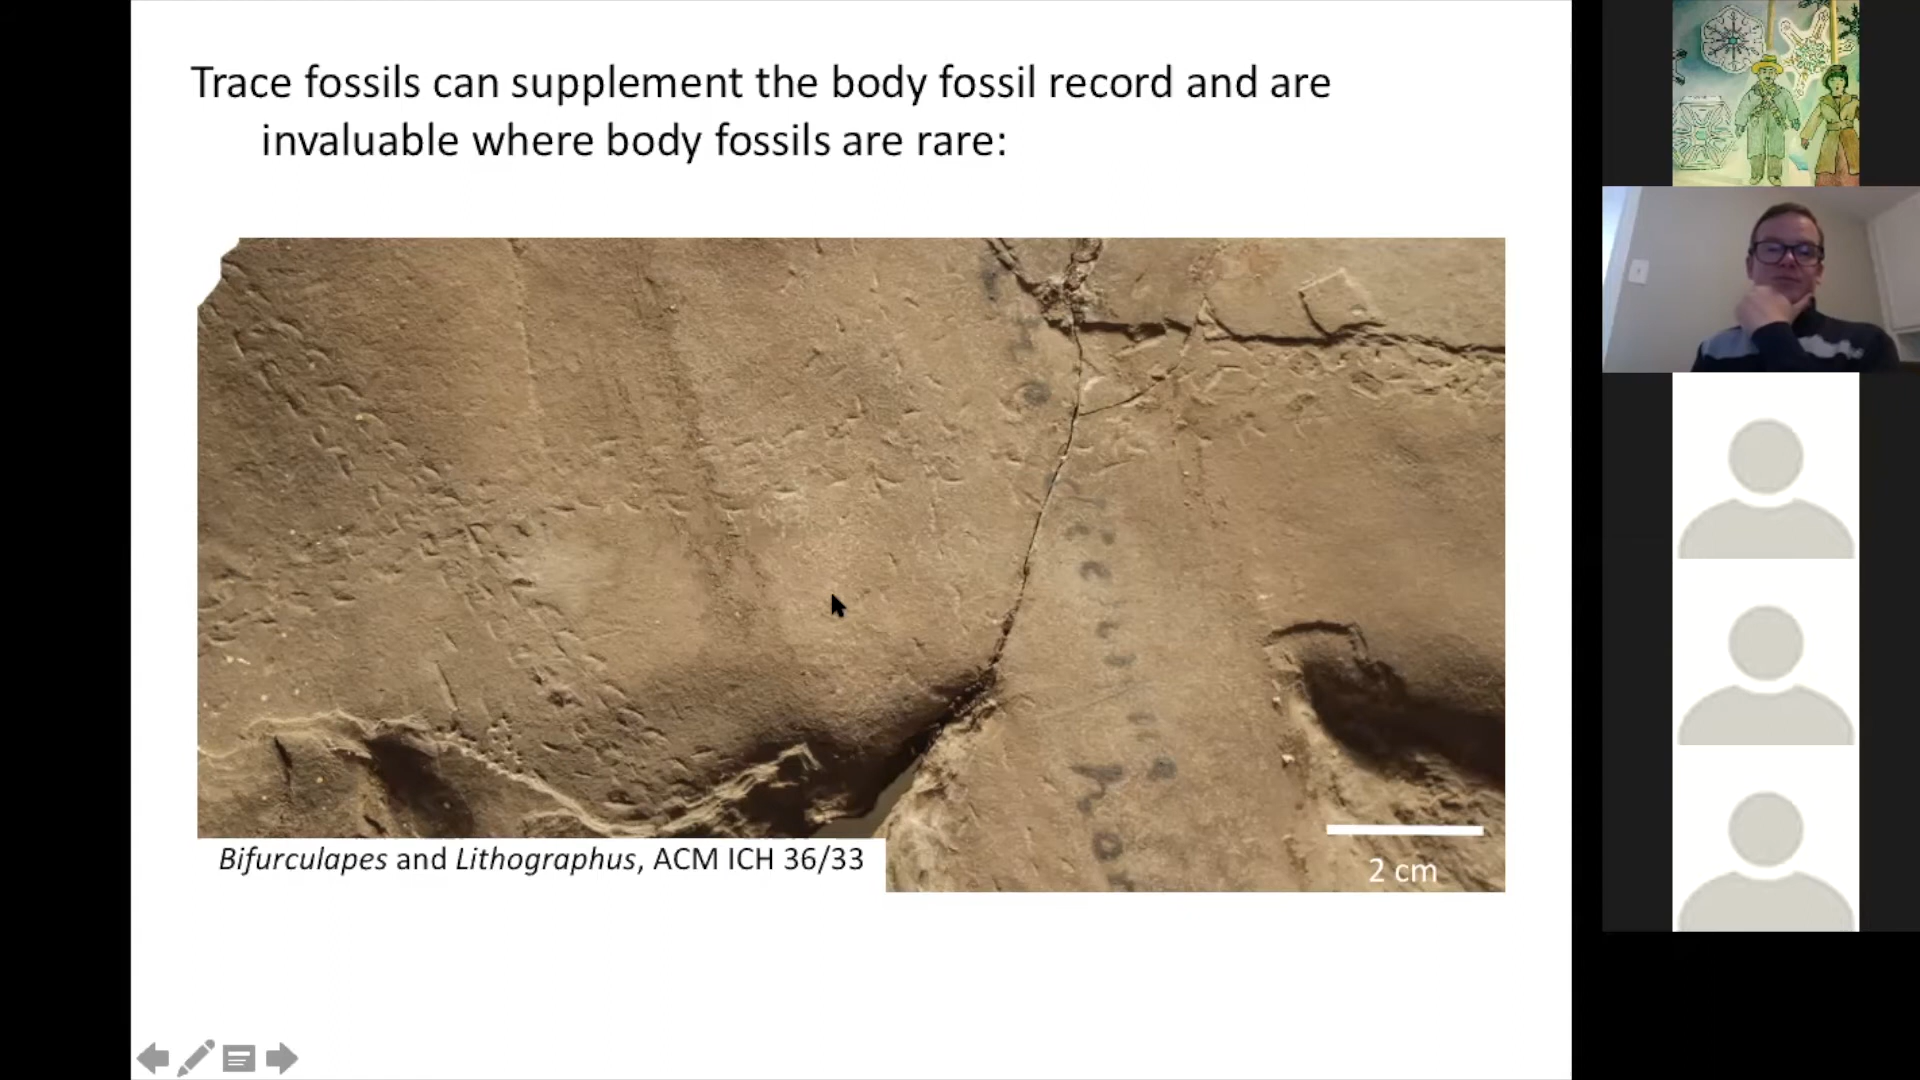 Trace fossils can supplement the body fossil record and are
invaluable where body fossils are rare:
Bifurculapes and Lithographus, ACM ICH 36/33
2 cm